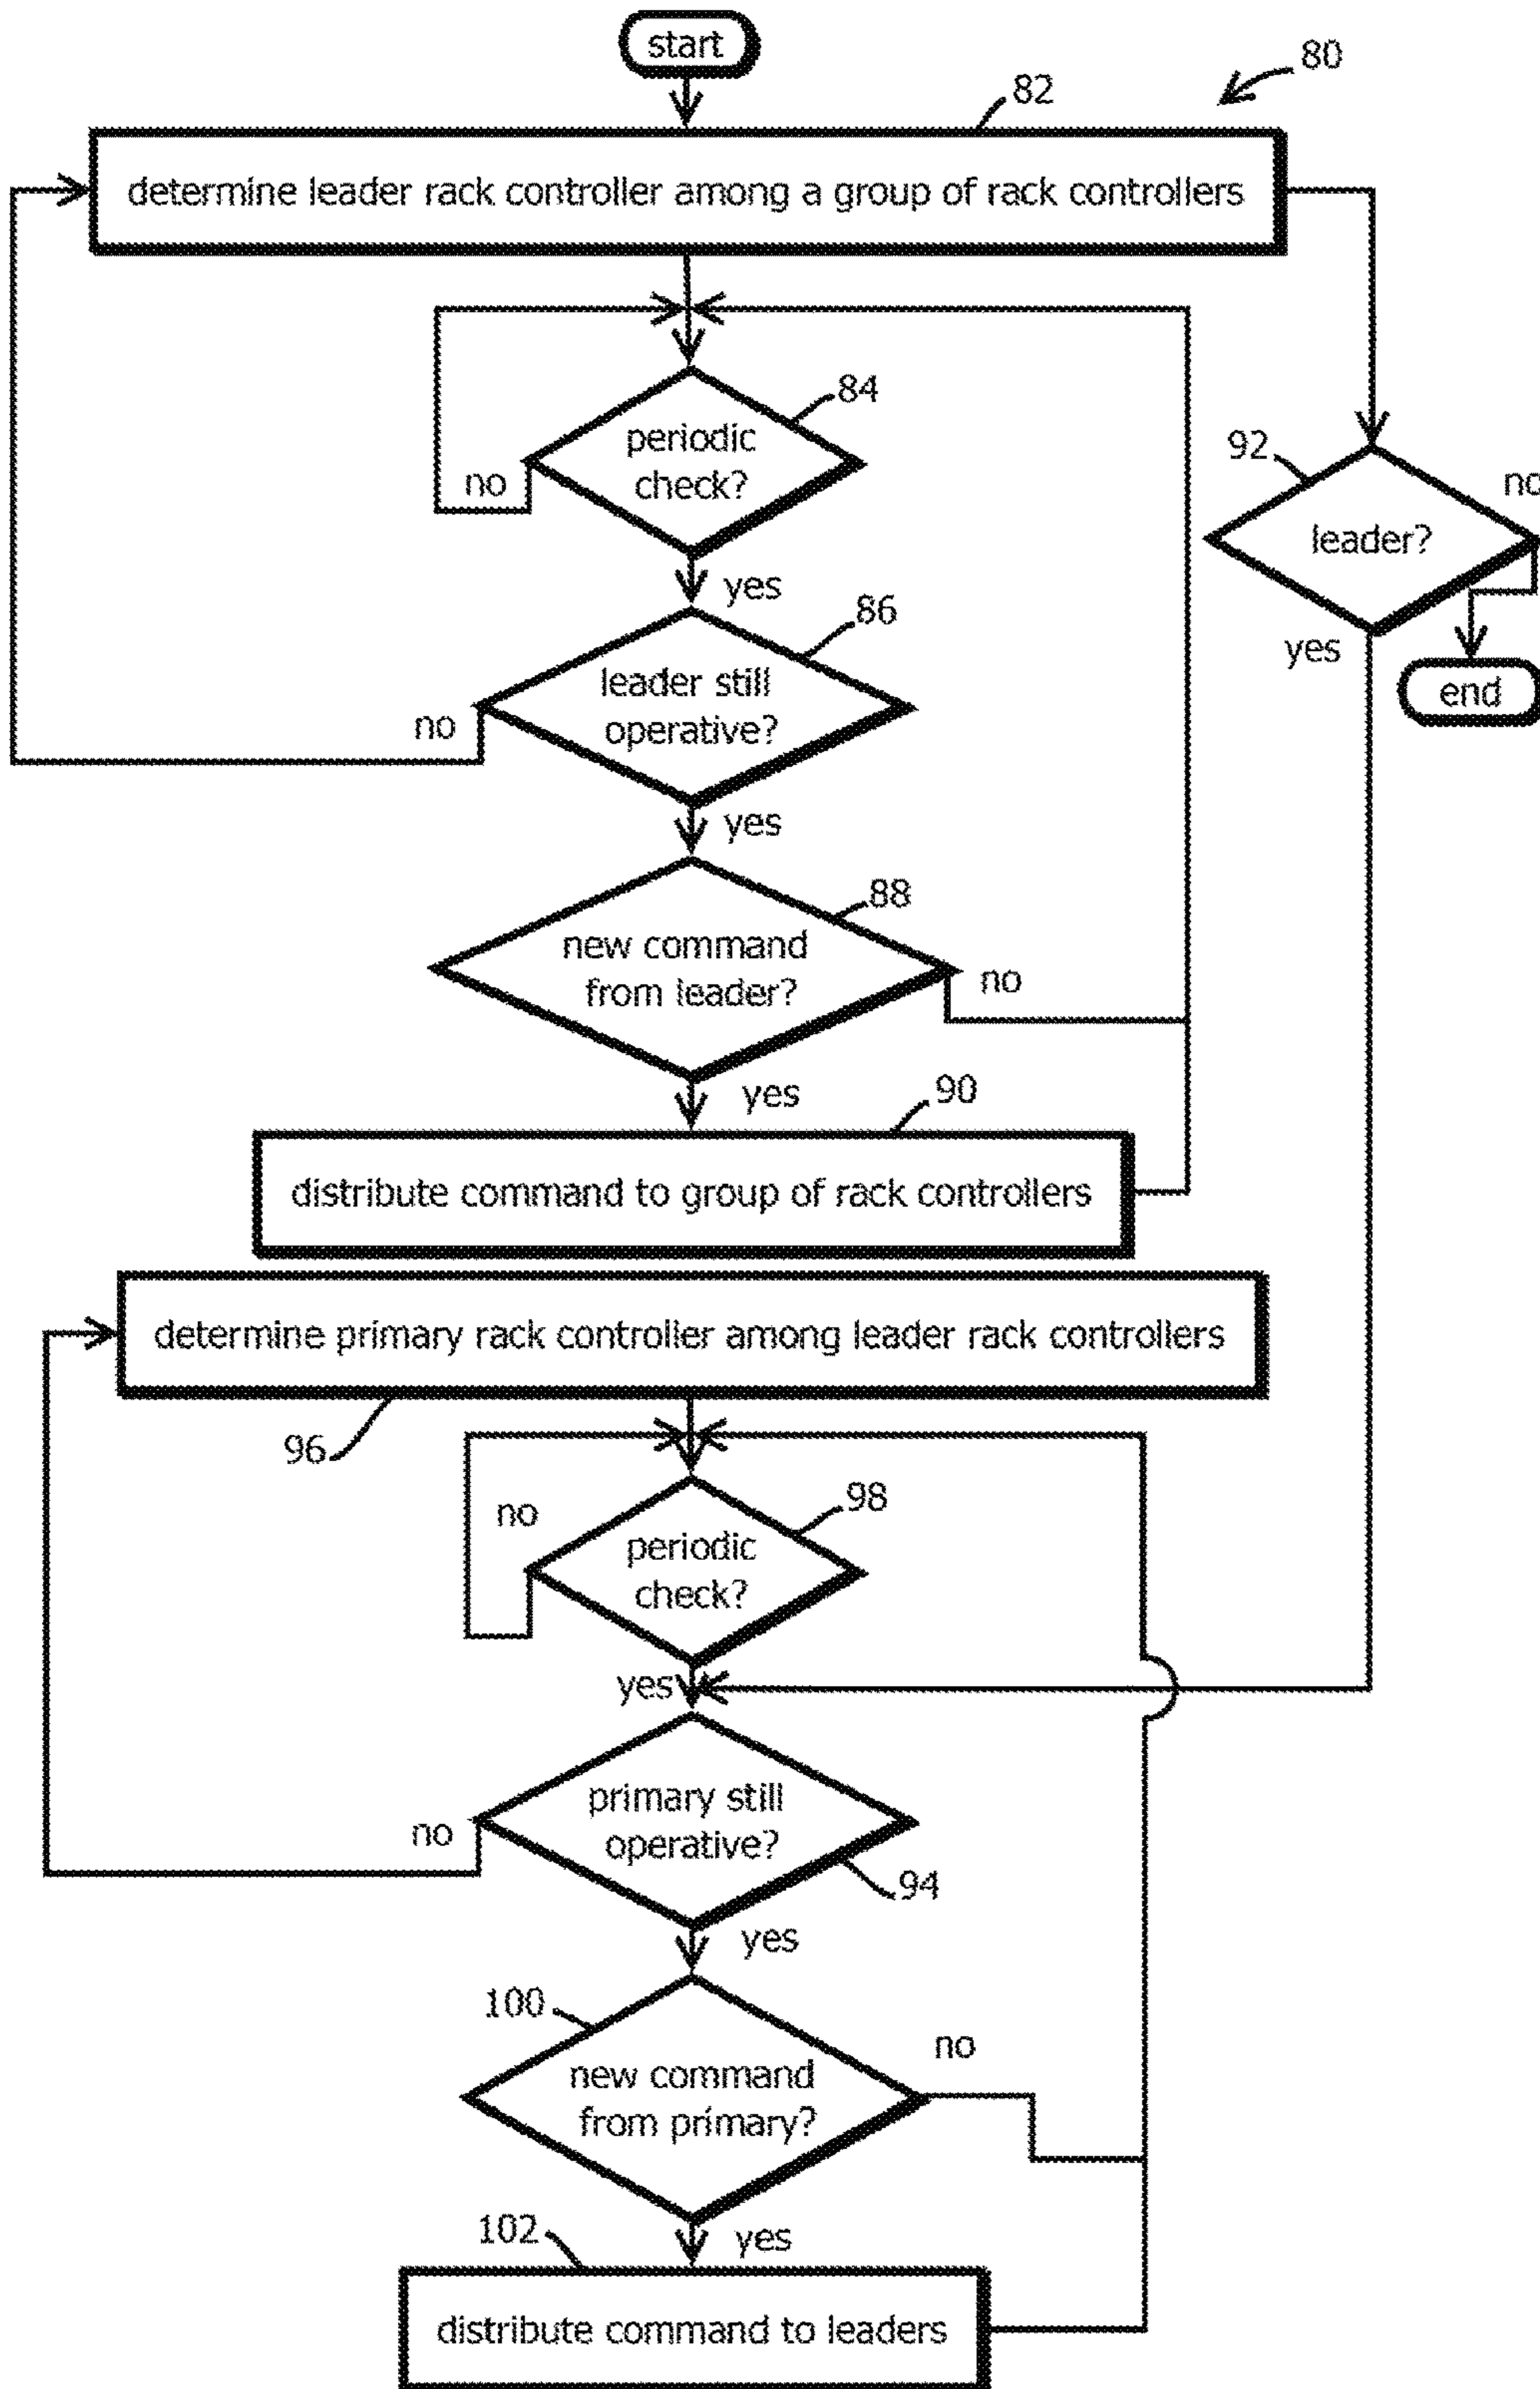 start
80
82
determine leader rack controller among a group of rack controllers
84
periodic
check?
no
yes
92
no
leader?
yes
end
86
leader still
operative?
no
yes
88
new command
from leader?
no
yes
90
distribute command to group of rack controllers
determine primary rack controller among leader rack controllers
96
98
no
periodic
check?
yes
primary still
operative?
no
94
yes
100
no
new command
from primary?
102
yes
distribute command to leaders